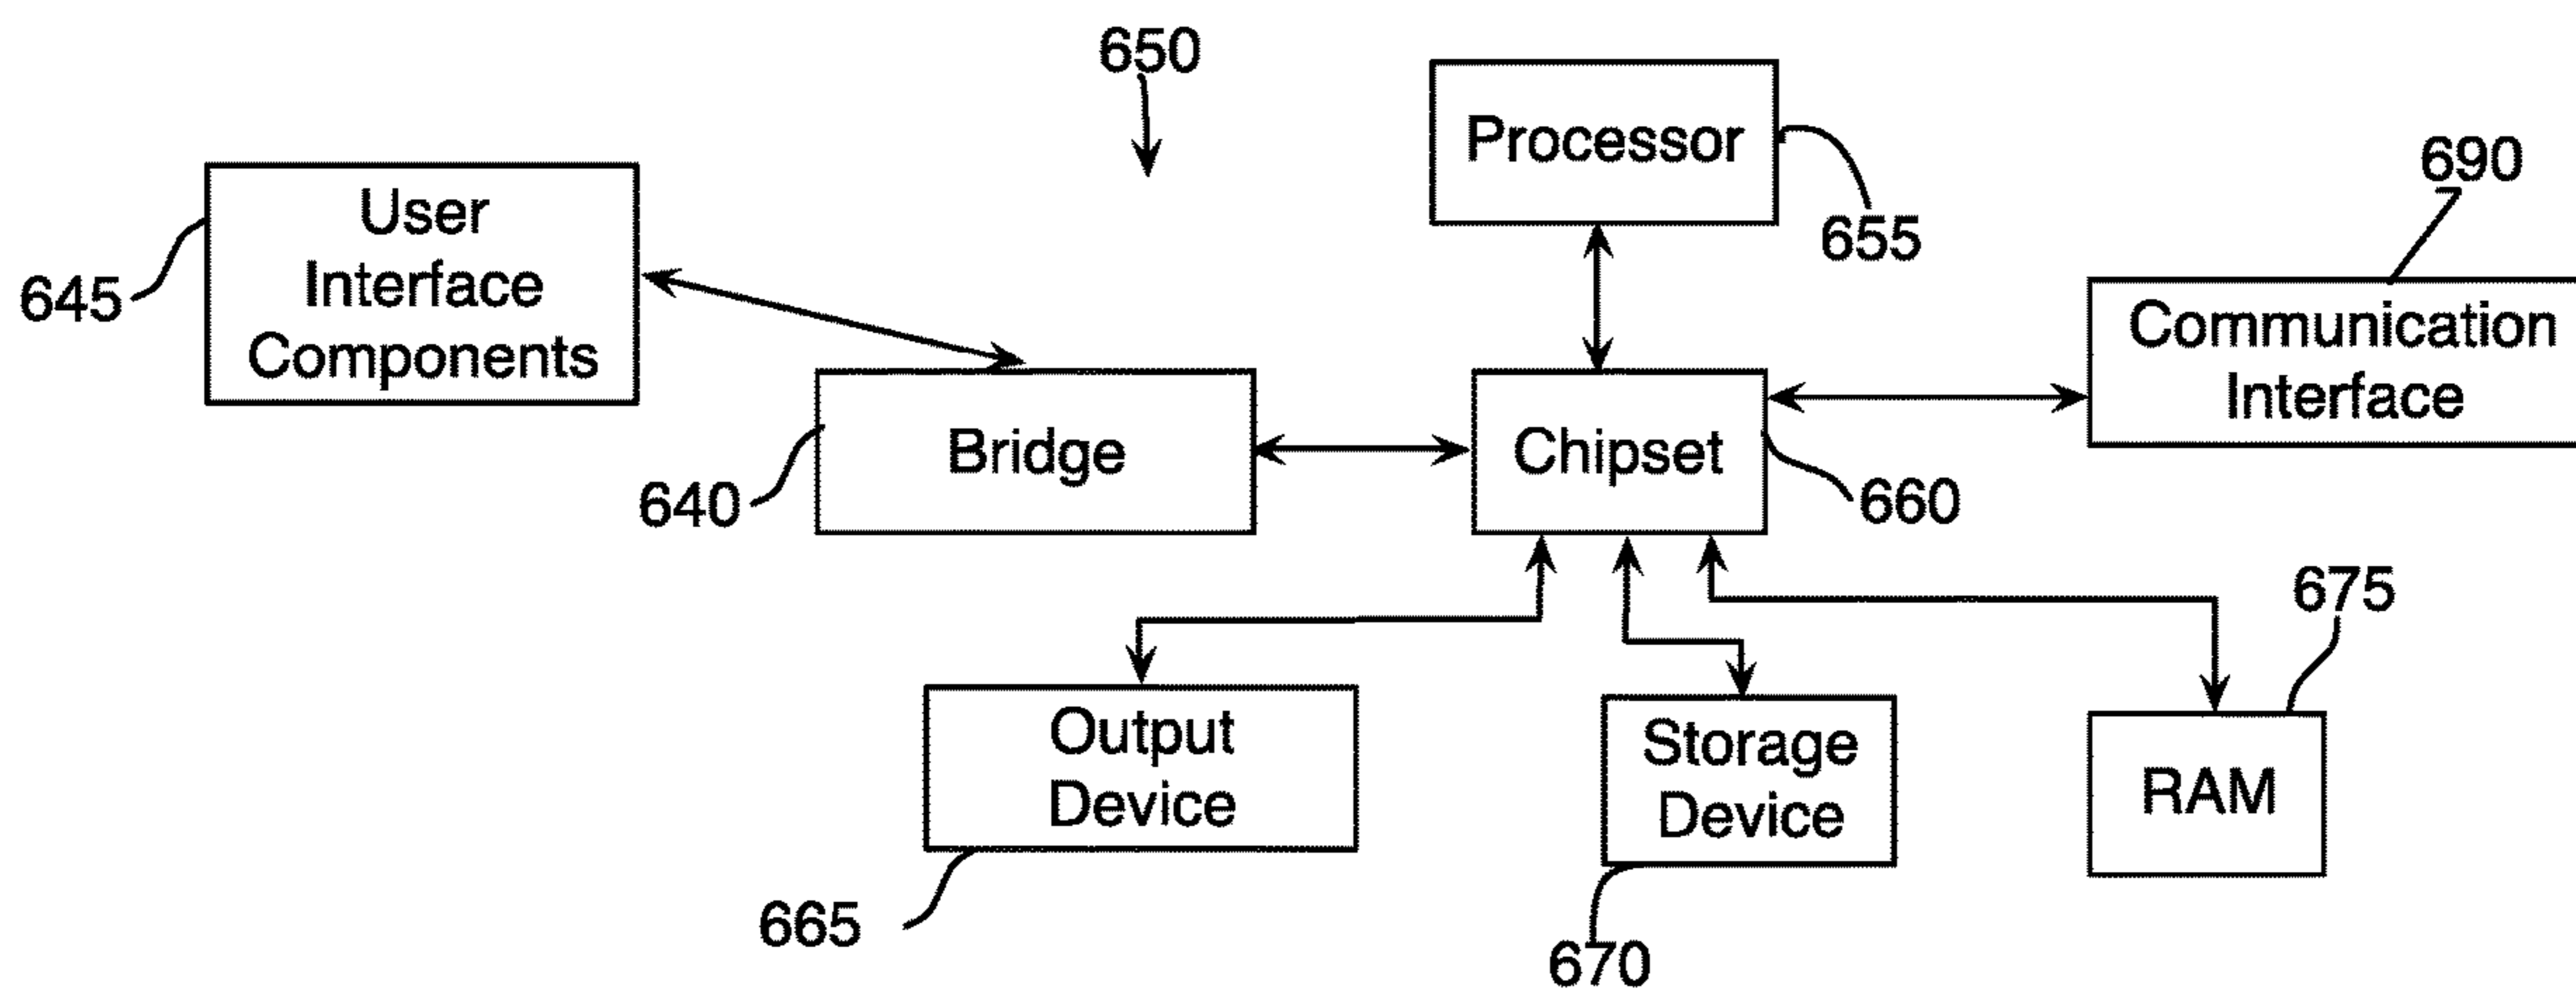 650
Processor
690
User
Interface
Components
655
645
Communication
Interface
Bridge
Chipset
640
660
675
Output
Device
Storage
Device
RAM
665
670